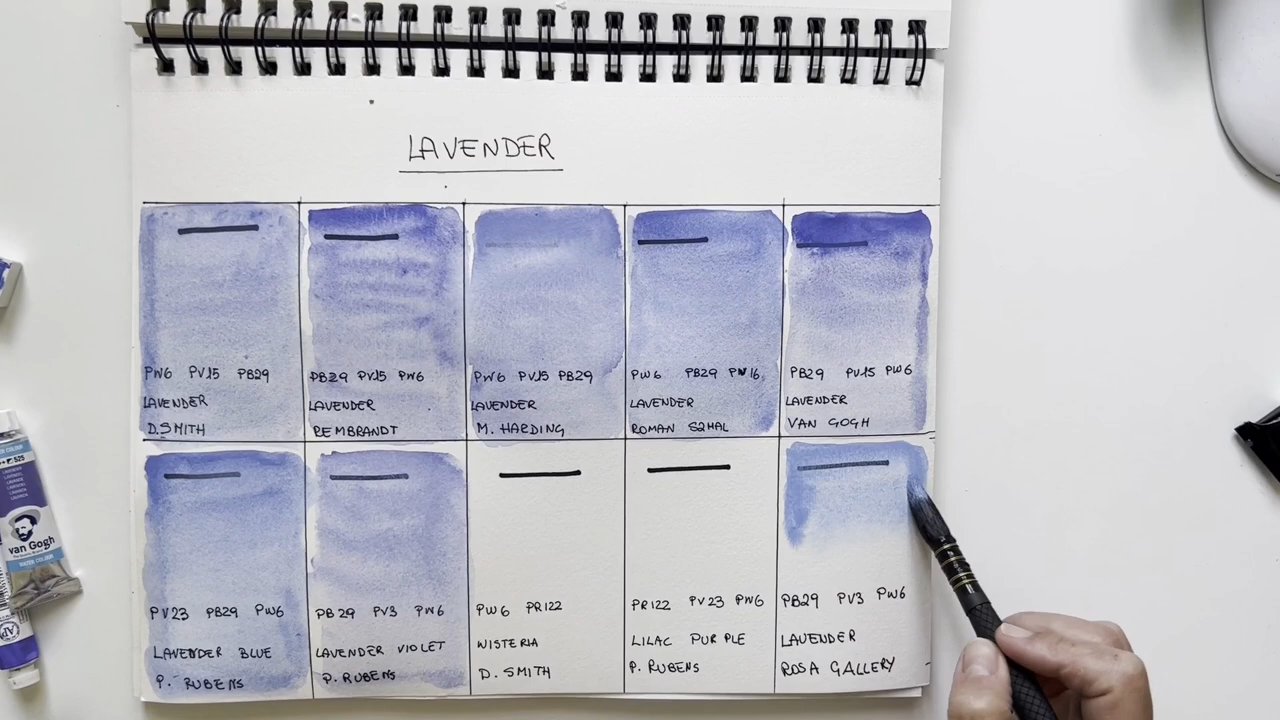 LAVENDER
PW6 PV15 PB29
LAVENDER
D.SMITH
PB29 PV15 PW6
LAVENDER
REMBRANDT
PW6 PV15 PB29
LAVENDER
M. HARDING
PW6 PB29 PW16
LAVENDER
ROMAN SZMAL
PB29 PV15 PW6
LAVENDER
VAN GOGH
PV23 PB29 PW6
LAVENDER BLUE
P. RUBENS
PB29 PV3 PW6
LAVENDER VIOLET
P. RUBENS
PW6 PR122
WISTERIA
D. SMITH
PR122 PV23 PW6
LILAC PURPLE
P. RUBENS
PB29 PV3 PW6
LAVENDER
ROSA GALLERY
525
van Gogh
WATER COLOUR